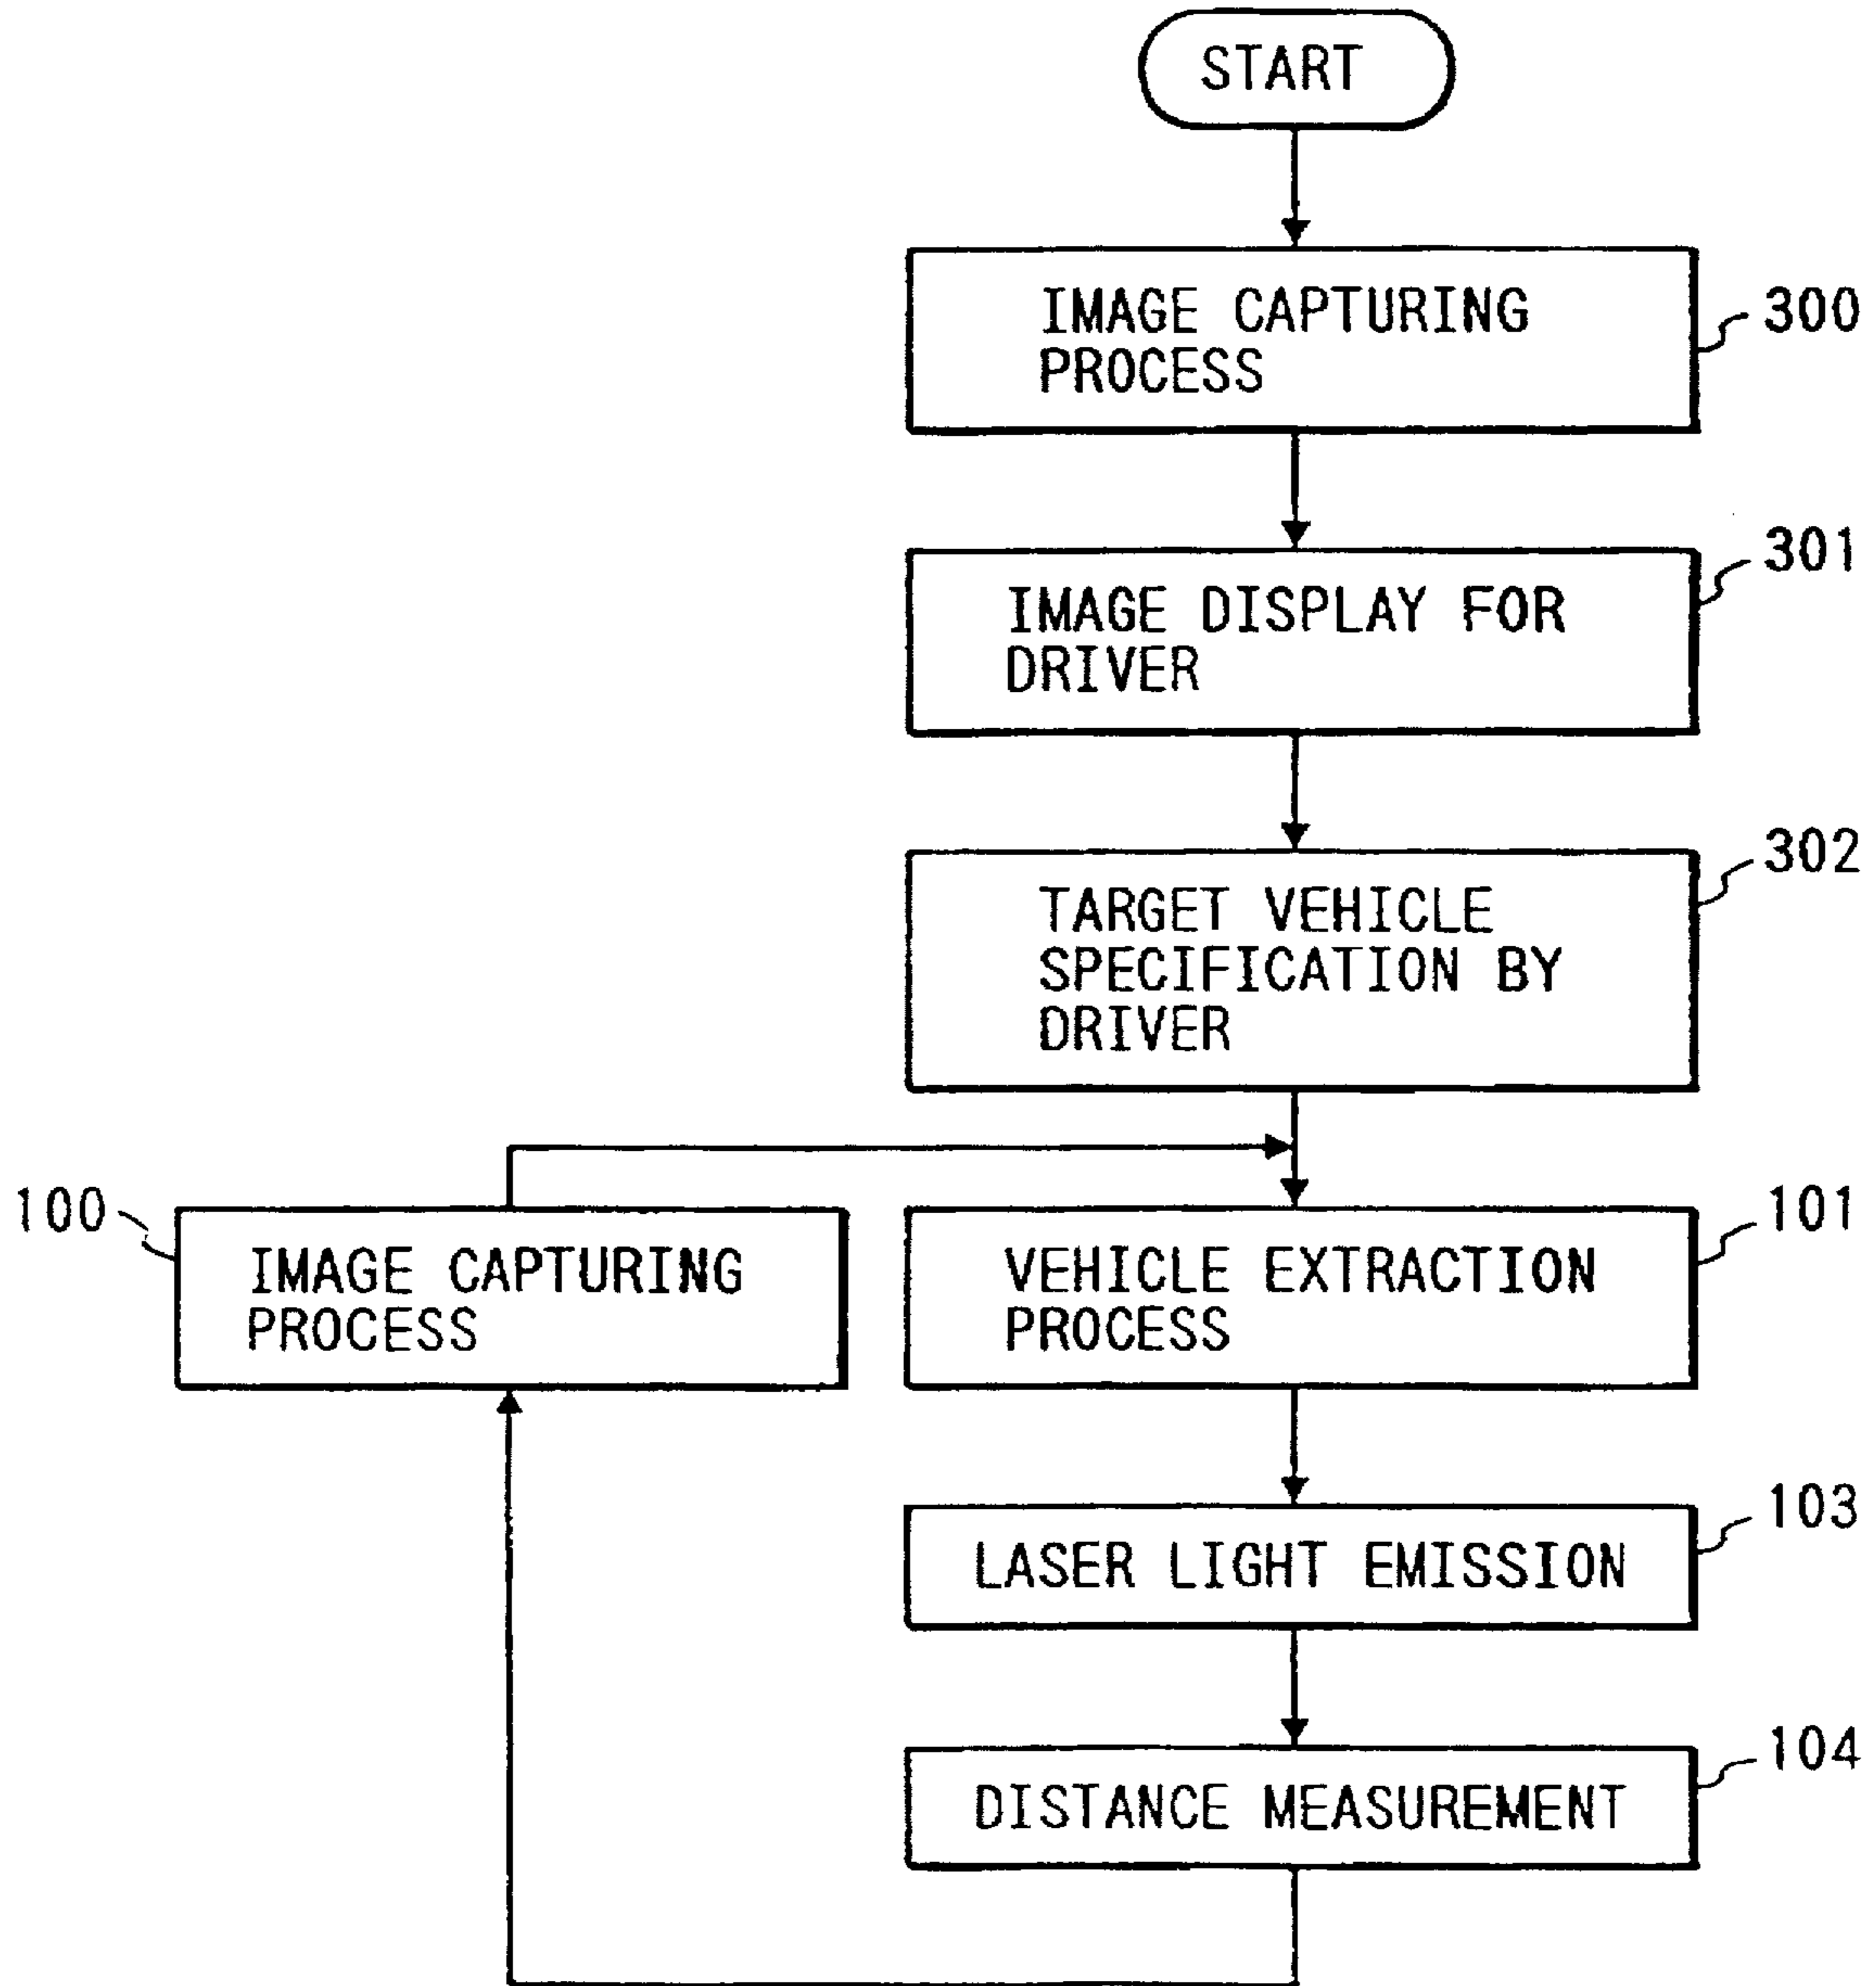 START
IMAGE CAPTURING
PROCESS
300
IMAGE DISPLAY FOR
DRIVER
301
TARGET VEHICLE
SPECIFICATION BY
DRIVER
302
100
IMAGE CAPTURING
PROCESS
VEHICLE EXTRACTION
PROCESS
101
LASER LIGHT EMISSION
103
DISTANCE MEASUREMENT
104